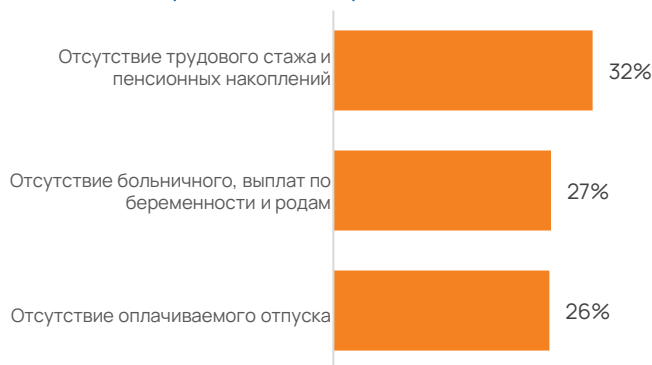 Отсутствие трудового стажа и
пенсионных накоплений
32%
Отсутствие больничного, выплат по
беременности и родам
27%
Отсутствие оплачиваемого отпуска
26%